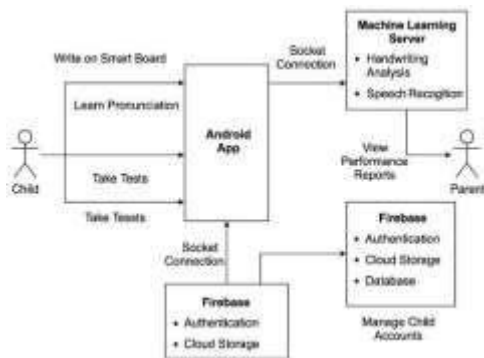 Write on Smart Board
Learn Pronunciation
Child
Take Tests
Take Teests
Android
App
Socket
Connection
Machine Learning
Server
Handwriting
Analysis
Speech Recogition
View
Performance
Reports
Parent
Socket
Connection
Firebase
Authentication
Cloud Storage
Firebase
Authentication
Cloud Storage
Database
Manage Child
Accounts